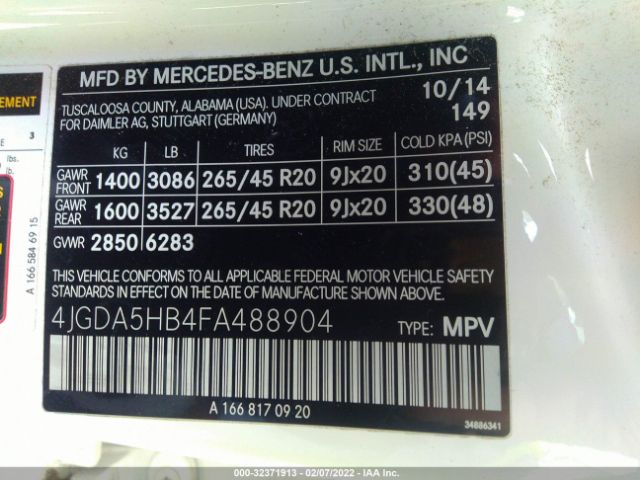 MFD BY MERCEDES-BENZ U.S. INTL., INC
TUSCALOOSA COUNTY, ALABAMA (USA). UNDER CONTRACT 10/14
FOR DAIMLER AG, STUTTGART (GERMANY) 149
KG LB TIRES RIM SIZE COLD KPA (PSI)
GAWR FRONT 1400 3086 265/45 R20 9Jx20 310(45)
GAWR REAR 1600 3527 265/45 R20 9Jx20 330(48)
GVWR 2850 6283
THIS VEHICLE CONFORMS TO ALL APPLICABLE FEDERAL MOTOR VEHICLE SAFETY
STANDARDS IN EFFECT ON THE DATE OF MANUFACTURE SHOWN ABOVE.
4JGDA5HB4FA488904 TYPE: MPV
A 166 817 09 20
34886341
EMENT
3
lbs.
lb.
A 166 584 69 15
000-32371913 - 02/07/2022 - IAA Inc.